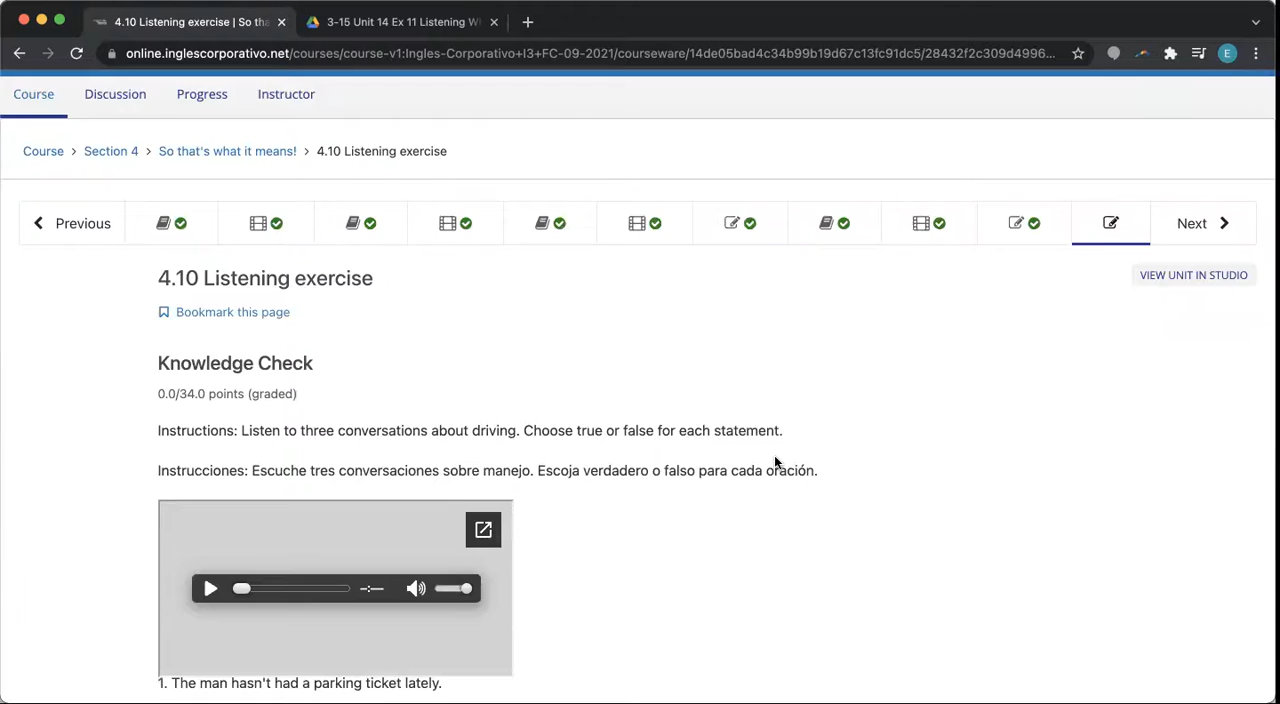 4.10 Listening exercise | So tha
3-15 Unit 14 Ex 11 Listening W
online.inglescorporativo.net/courses/course-v1:Ingles-Corporativo+I3+FC-09-2021/courseware/14de05bad4c34b99b19d67c13fc91dc5/28432f2c309d4996...
E
Course Discussion Progress Instructor
Course > Section 4 > So that's what it means! > 4.10 Listening exercise
Previous
Next
4.10 Listening exercise
VIEW UNIT IN STUDIO
Bookmark this page
Knowledge Check
0.0/34.0 points (graded)
Instructions: Listen to three conversations about driving. Choose true or false for each statement.
Instrucciones: Escuche tres conversaciones sobre manejo. Escoja verdadero o falso para cada oración.
-:--
1. The man hasn't had a parking ticket lately.